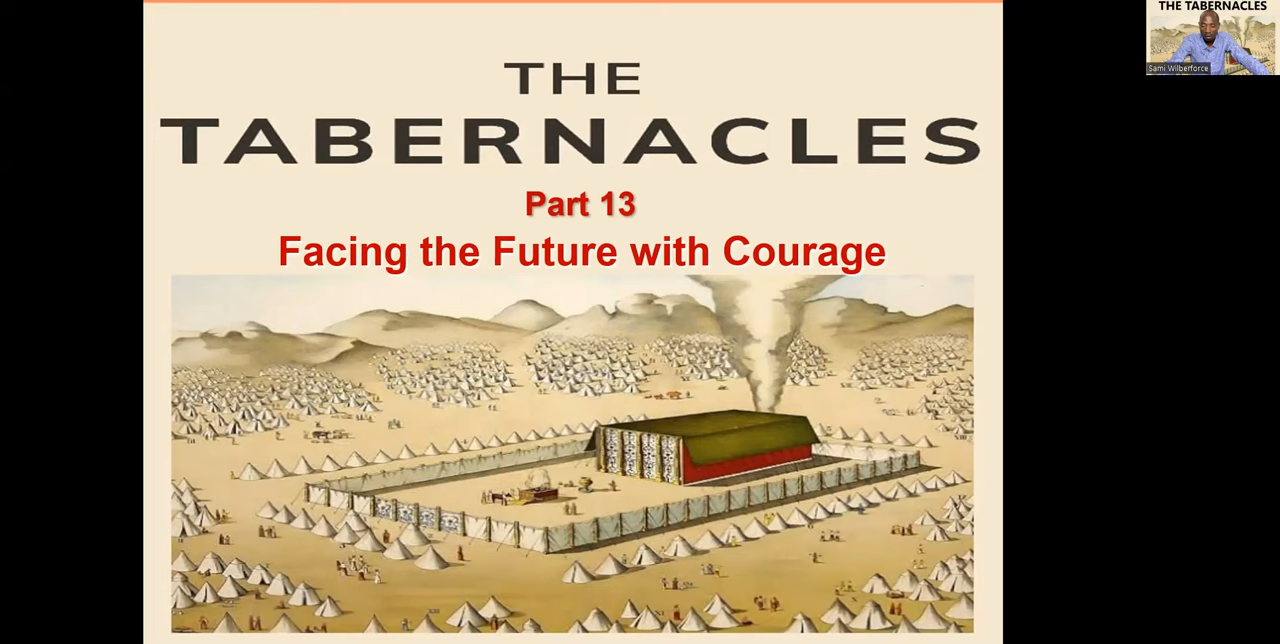 THE
TABERNACLES
Part 13
Facing the Future with Courage
THE TABERNACLES
Sami Wilberforce